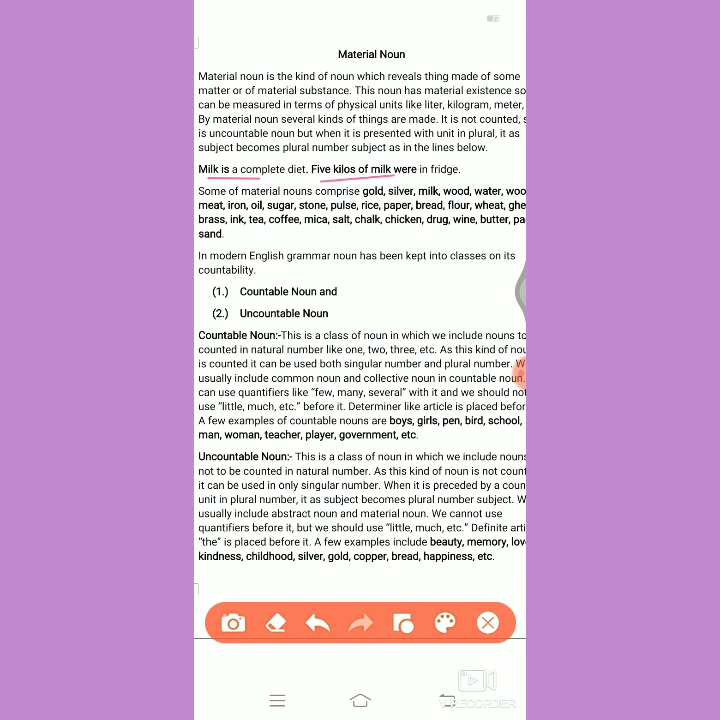 Material Noun
Material noun is the kind of noun which reveals thing made of some
matter or of material substance. This noun has material existence so
can be measured in terms of physical units like liter, kilogram, meter,
By material noun several kinds of things are made. It is not counted, s
is uncountable noun but when it is presented with unit in plural, it as
subject becomes plural number subject as in the lines below.
Milk is a complete diet. Five kilos of milk were in fridge.
Some of material nouns comprise gold, silver, milk, wood, water, woo
meat, iron, oil, sugar, stone, pulse, rice, paper, bread, flour, wheat, ghe
brass, ink, tea, coffee, mica, salt, chalk, chicken, drug, wine, butter, pa
sand.
In modern English grammar noun has been kept into classes on its
countability.
(1.) Countable Noun and
(2.) Uncountable Noun
Countable Noun:-This is a class of noun in which we include nouns to
counted in natural number like one, two, three, etc. As this kind of nou
is counted it can be used both singular number and plural number. W
usually include common noun and collective noun in countable noun.
can use quantifiers like "few, many, several" with it and we should not
use "little, much, etc." before it. Determiner like article is placed befor
A few examples of countable nouns are boys, girls, pen, bird, school,
man, woman, teacher, player, government, etc.
Uncountable Noun:- This is a class of noun in which we include nouns
not to be counted in natural number. As this kind of noun is not count
it can be used in only singular number. When it is preceded by a coun
unit in plural number, it as subject becomes plural number subject. W
usually include abstract noun and material noun. We cannot use
quantifiers before it, but we should use "little, much, etc." Definite arti
"the" is placed before it. A few examples include beauty, memory, lov
kindness, childhood, silver, gold, copper, bread, happiness, etc.